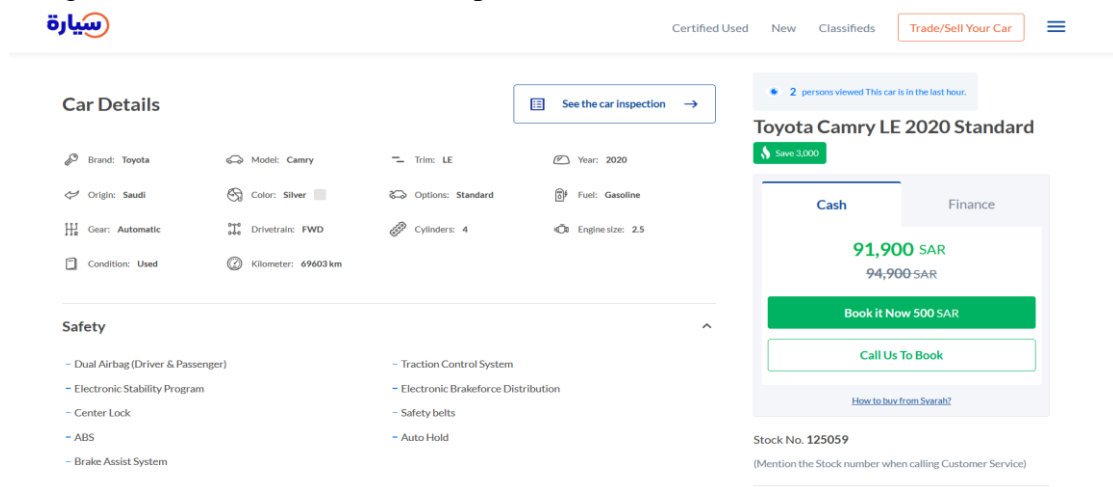 سيارة
Certified Used New Classifieds Trade/Sell Your Car
Car Details
See the car inspection →
Brand: Toyota Model: Camry Trim: LE Year: 2020
Origin: Saudi Color: Silver Options: Standard Fuel: Gasoline
Gear: Automatic Drivetrain: FWD Cylinders: 4 Engine size: 2.5
Condition: Used Kilometer: 69603 km
Safety
– Dual Airbag (Driver & Passenger) – Traction Control System
– Electronic Stability Program – Electronic Brakeforce Distribution
– Center Lock – Safety belts
– ABS – Auto Hold
– Brake Assist System
2 persons viewed This car is in the last hour.
Toyota Camry LE 2020 Standard
Save 3,000
Cash Finance
91,900 SAR
94,900 SAR
Book it Now 500 SAR
Call Us To Book
How to buy from Syarah?
Stock No. 125059
(Mention the Stock number when calling Customer Service)